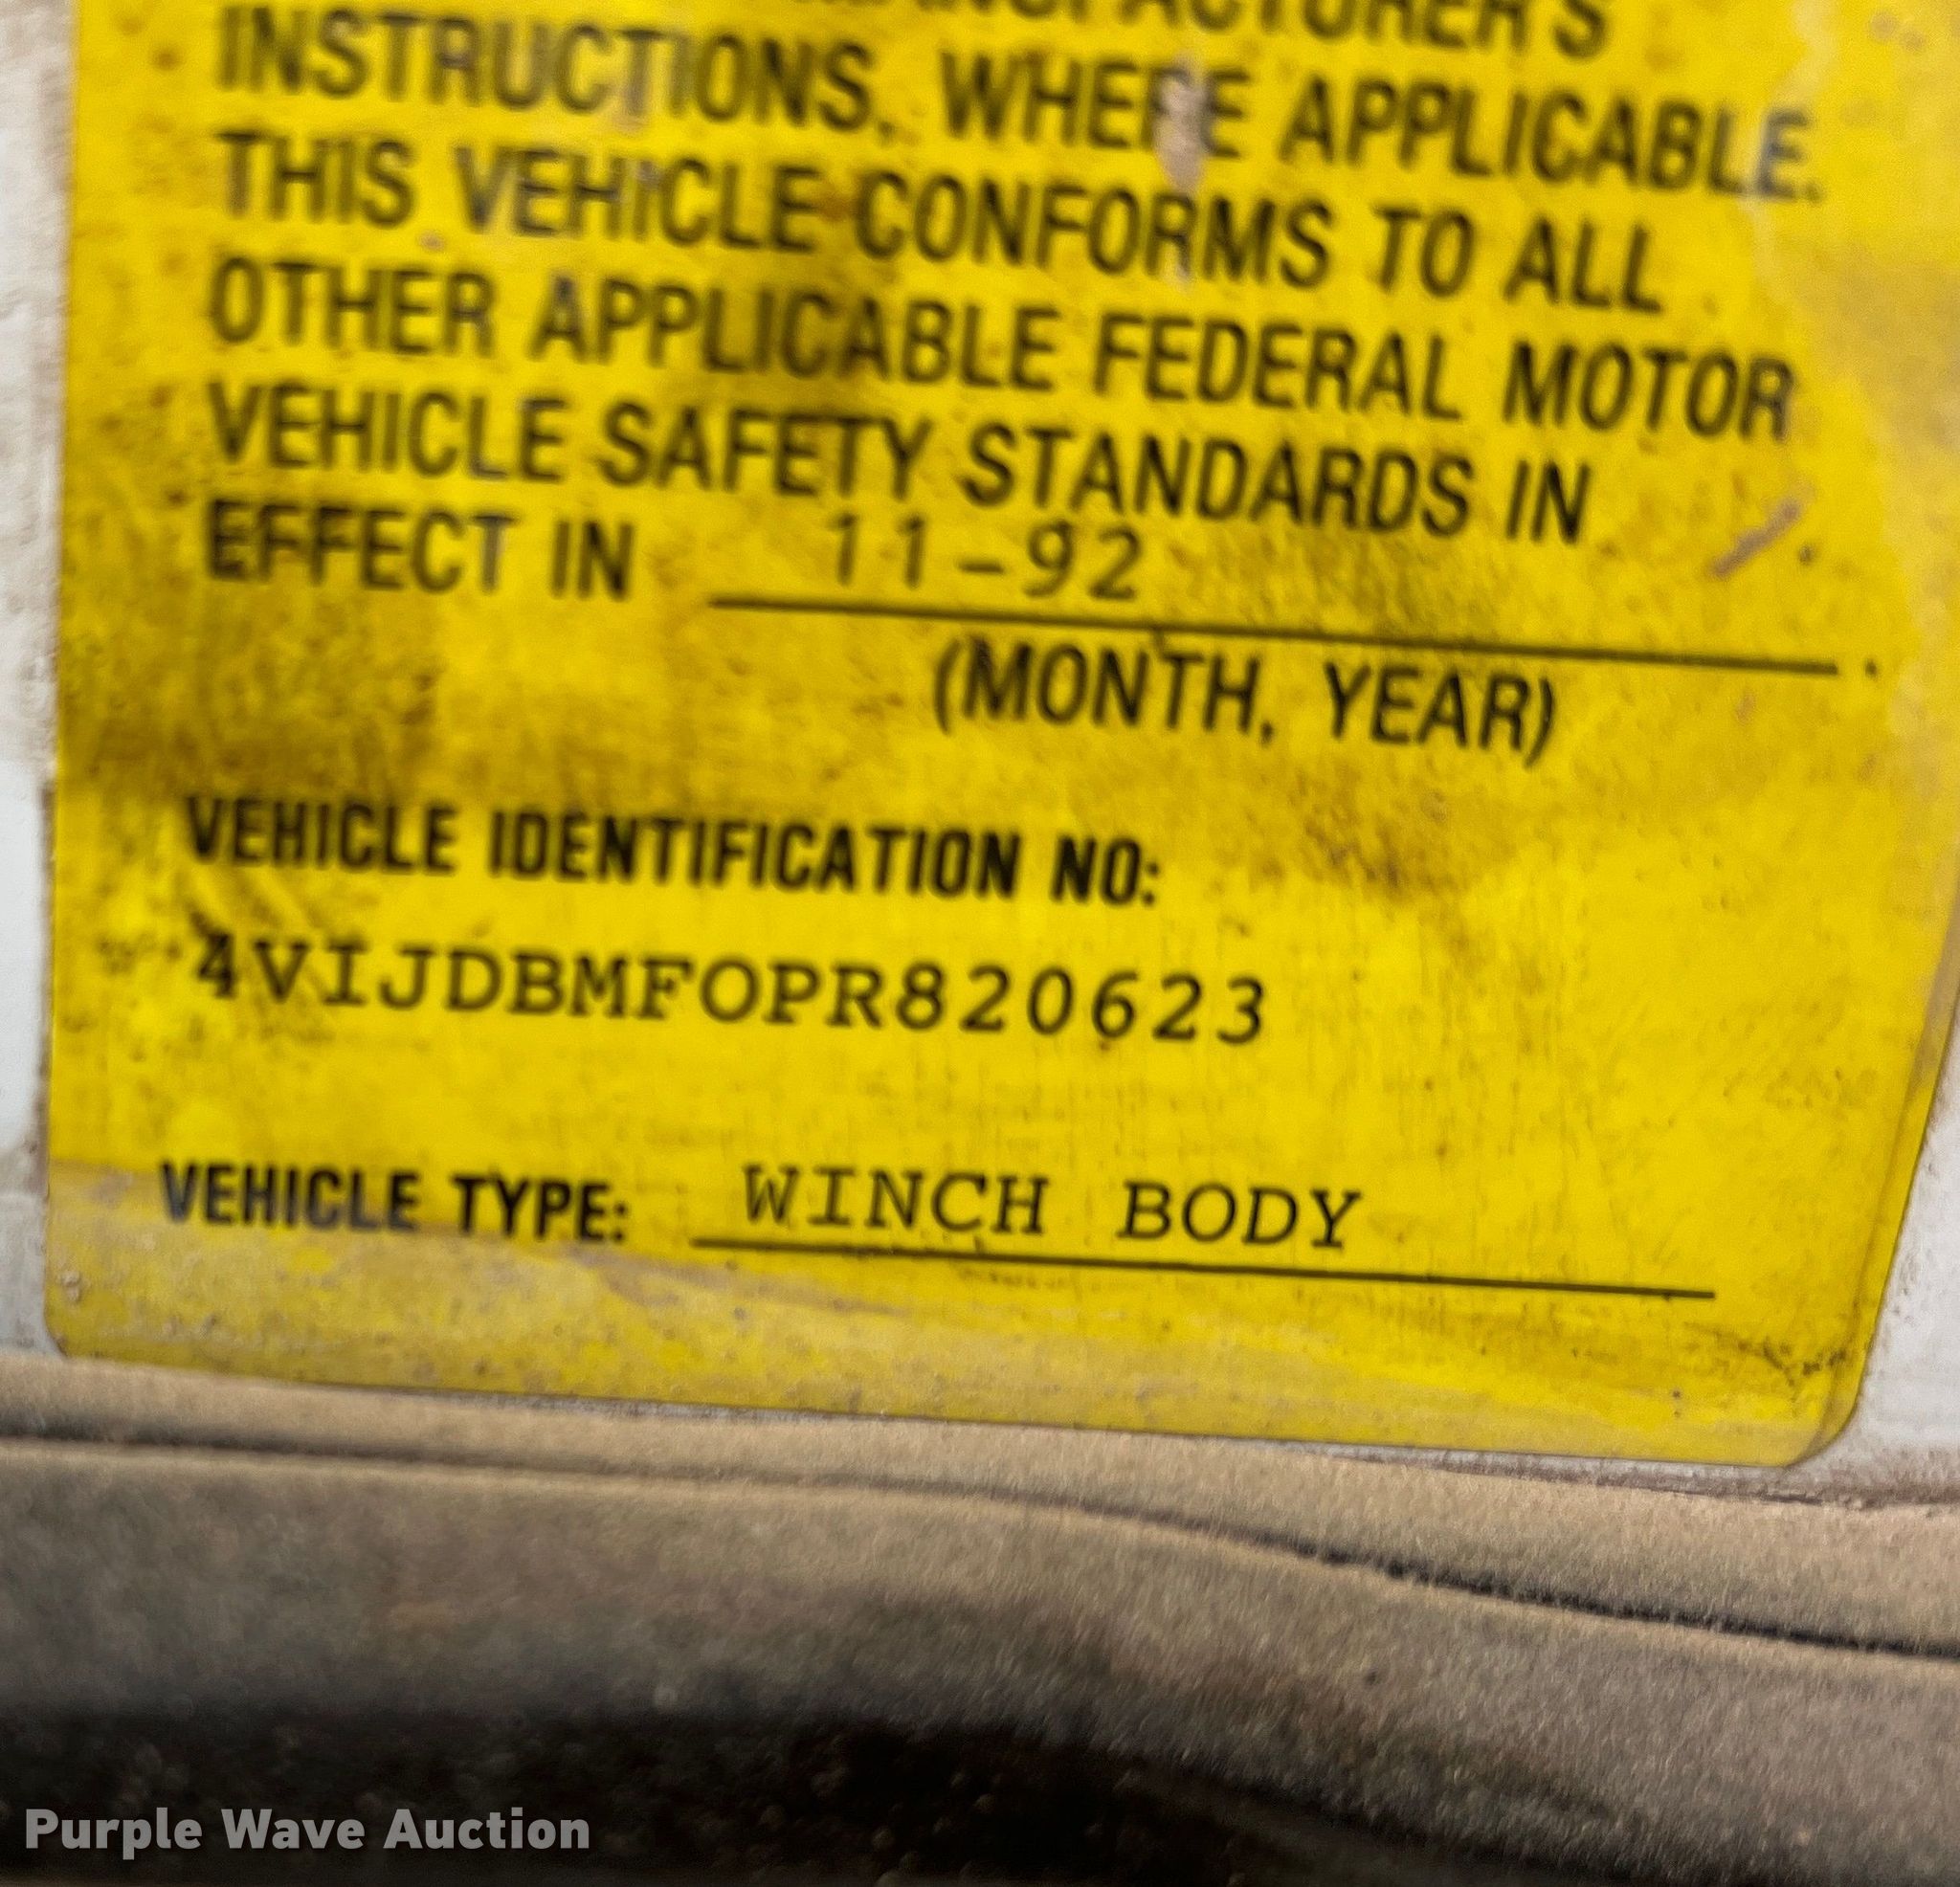 MANUFACTURER'S
INSTRUCTIONS, WHERE APPLICABLE.
THIS VEHICLE CONFORMS TO ALL
OTHER APPLICABLE FEDERAL MOTOR
VEHICLE SAFETY STANDARDS IN
EFFECT IN 11-92.
(MONTH, YEAR)
VEHICLE IDENTIFICATION NO:
4VIJDBMFOPR820623
VEHICLE TYPE: WINCH BODY
Purple Wave Auction